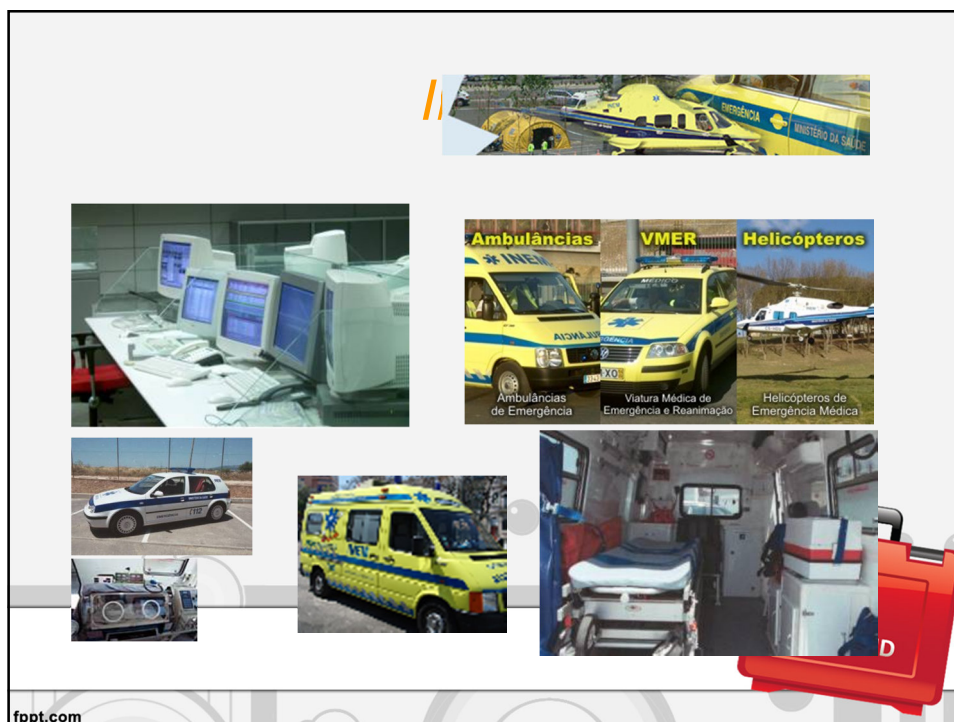 EMERGÊNCIA
MINISTÉRIO DA SAÚDE
Ambulâncias
VMER
Helicópteros
INEM
MÉDICO
Ambulâncias
de Emergência
Viatura Médica de
Emergência e Reanimação
Helicópteros de
Emergência Médica
112
D
fppt.com